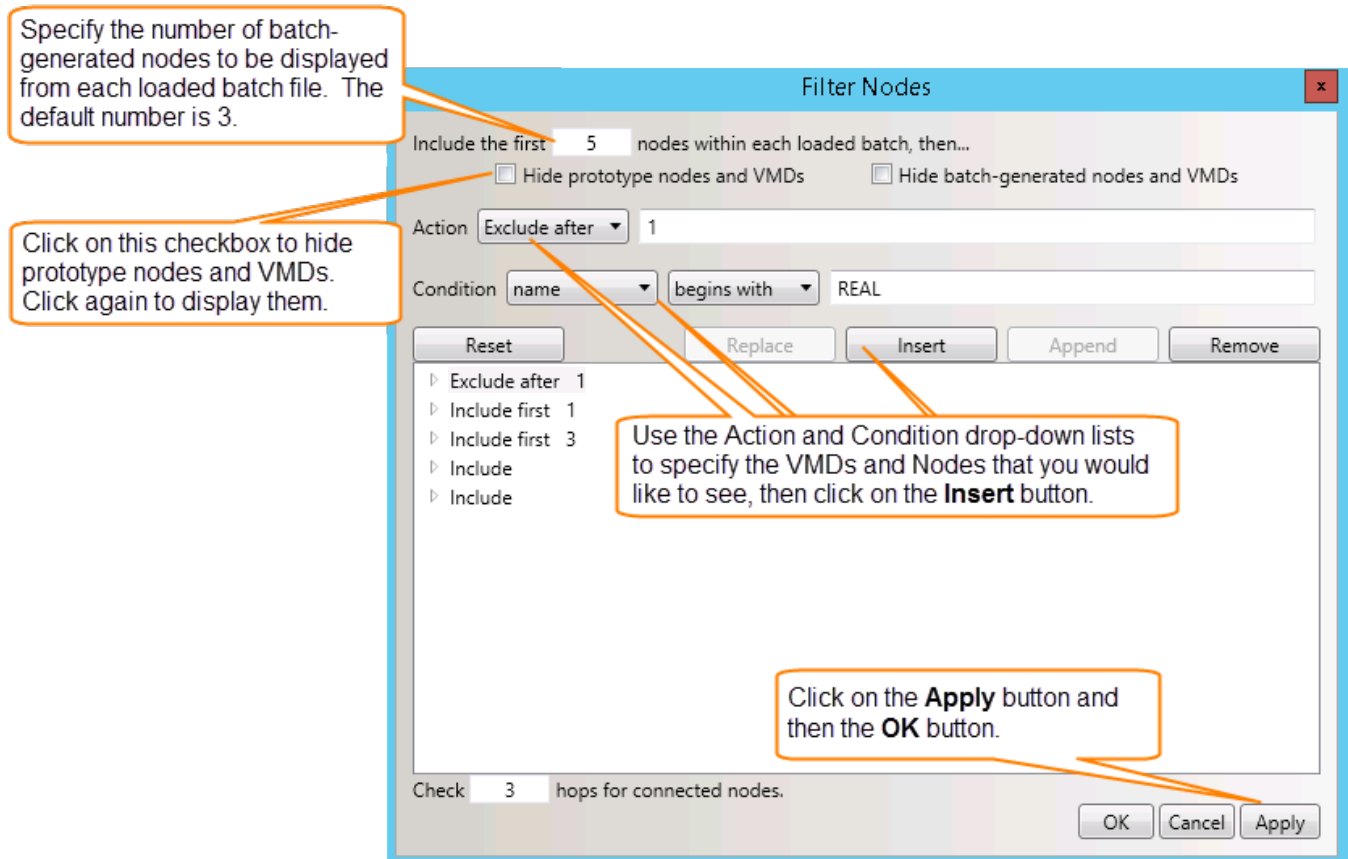 Specify the number of batch-
generated nodes to be displayed
from each loaded batch file. The
default number is 3.
Filter Nodes
x
Include the first 5 nodes within each loaded batch, then...
Hide prototype nodes and VMDs Hide batch-generated nodes and VMDs
Click on this checkbox to hide
prototype nodes and VMDs.
Click again to display them.
Action Exclude after 1
Condition name begins with REAL
Reset Replace Insert Append Remove
Exclude after 1
Include first 1
Include first 3
Include
Include
Use the Action and Condition drop-down lists
to specify the VMDs and Nodes that you would
like to see, then click on the Insert button.
Click on the Apply button and
then the OK button.
Check 3 hops for connected nodes.
OK Cancel Apply